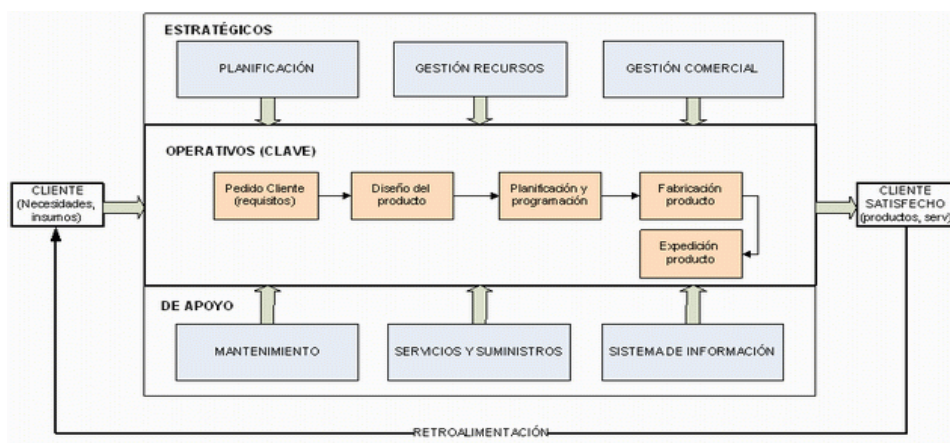 ESTRATÉGICOS
PLANIFICACIÓN
GESTIÓN RECURSOS
GESTIÓN COMERCIAL
OPERATIVOS (CLAVE)
CLIENTE
(Necesidades,
insumos)
Pedido Cliente
(requisitos)
Diseño del
producto
Planificación y
programación
Fabricación
producto
Expedición
producto
CLIENTE
SATISFECHO
(productos, serv)
DE APOYO
MANTENIMIENTO
SERVICIOS Y SUMINISTROS
SISTEMA DE INFORMACIÓN
RETROALIMENTACIÓN